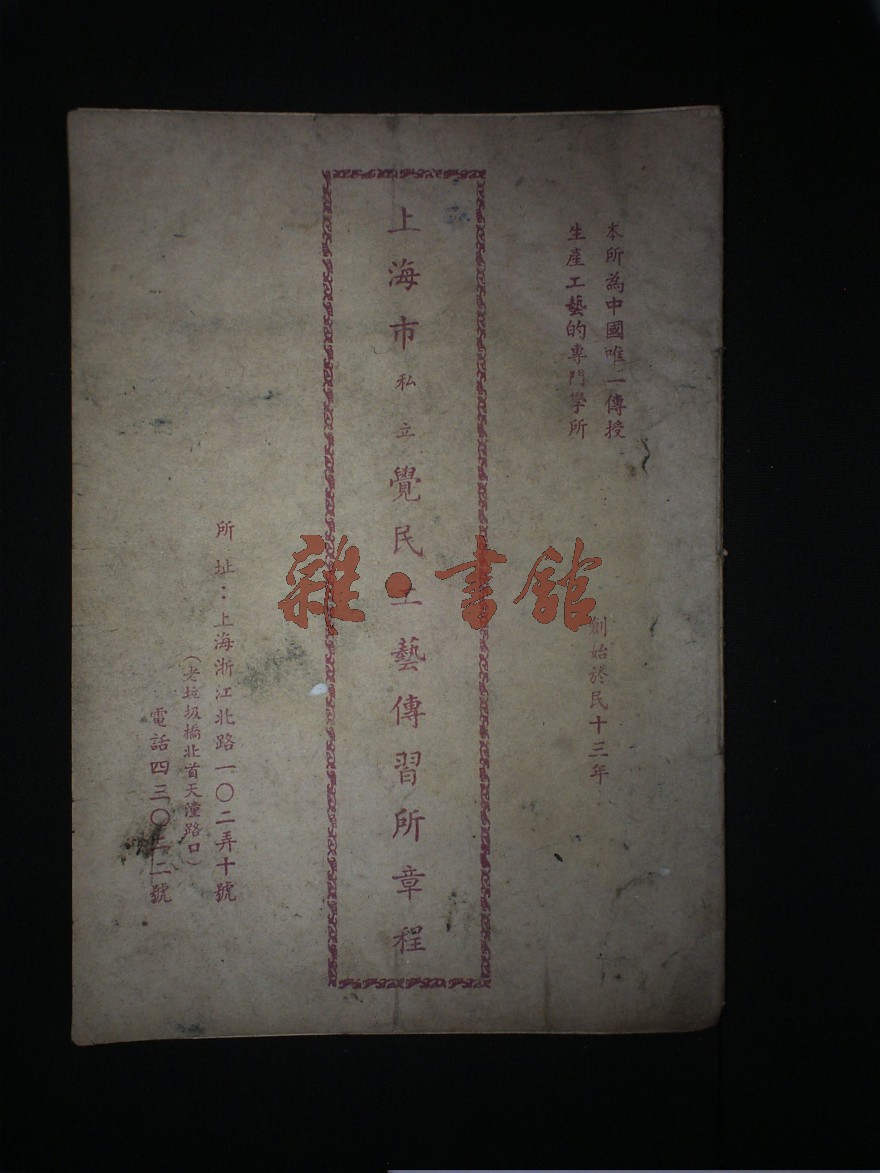 本所為中國唯一傳授
生產工藝的專門學所
創始於民十三年
上海市私立覺民工藝傳習所章程
所址：上海浙江北路一〇二弄十號
（老垃圾橋北首天潼路口）
電話四三〇二二號
雜·書館